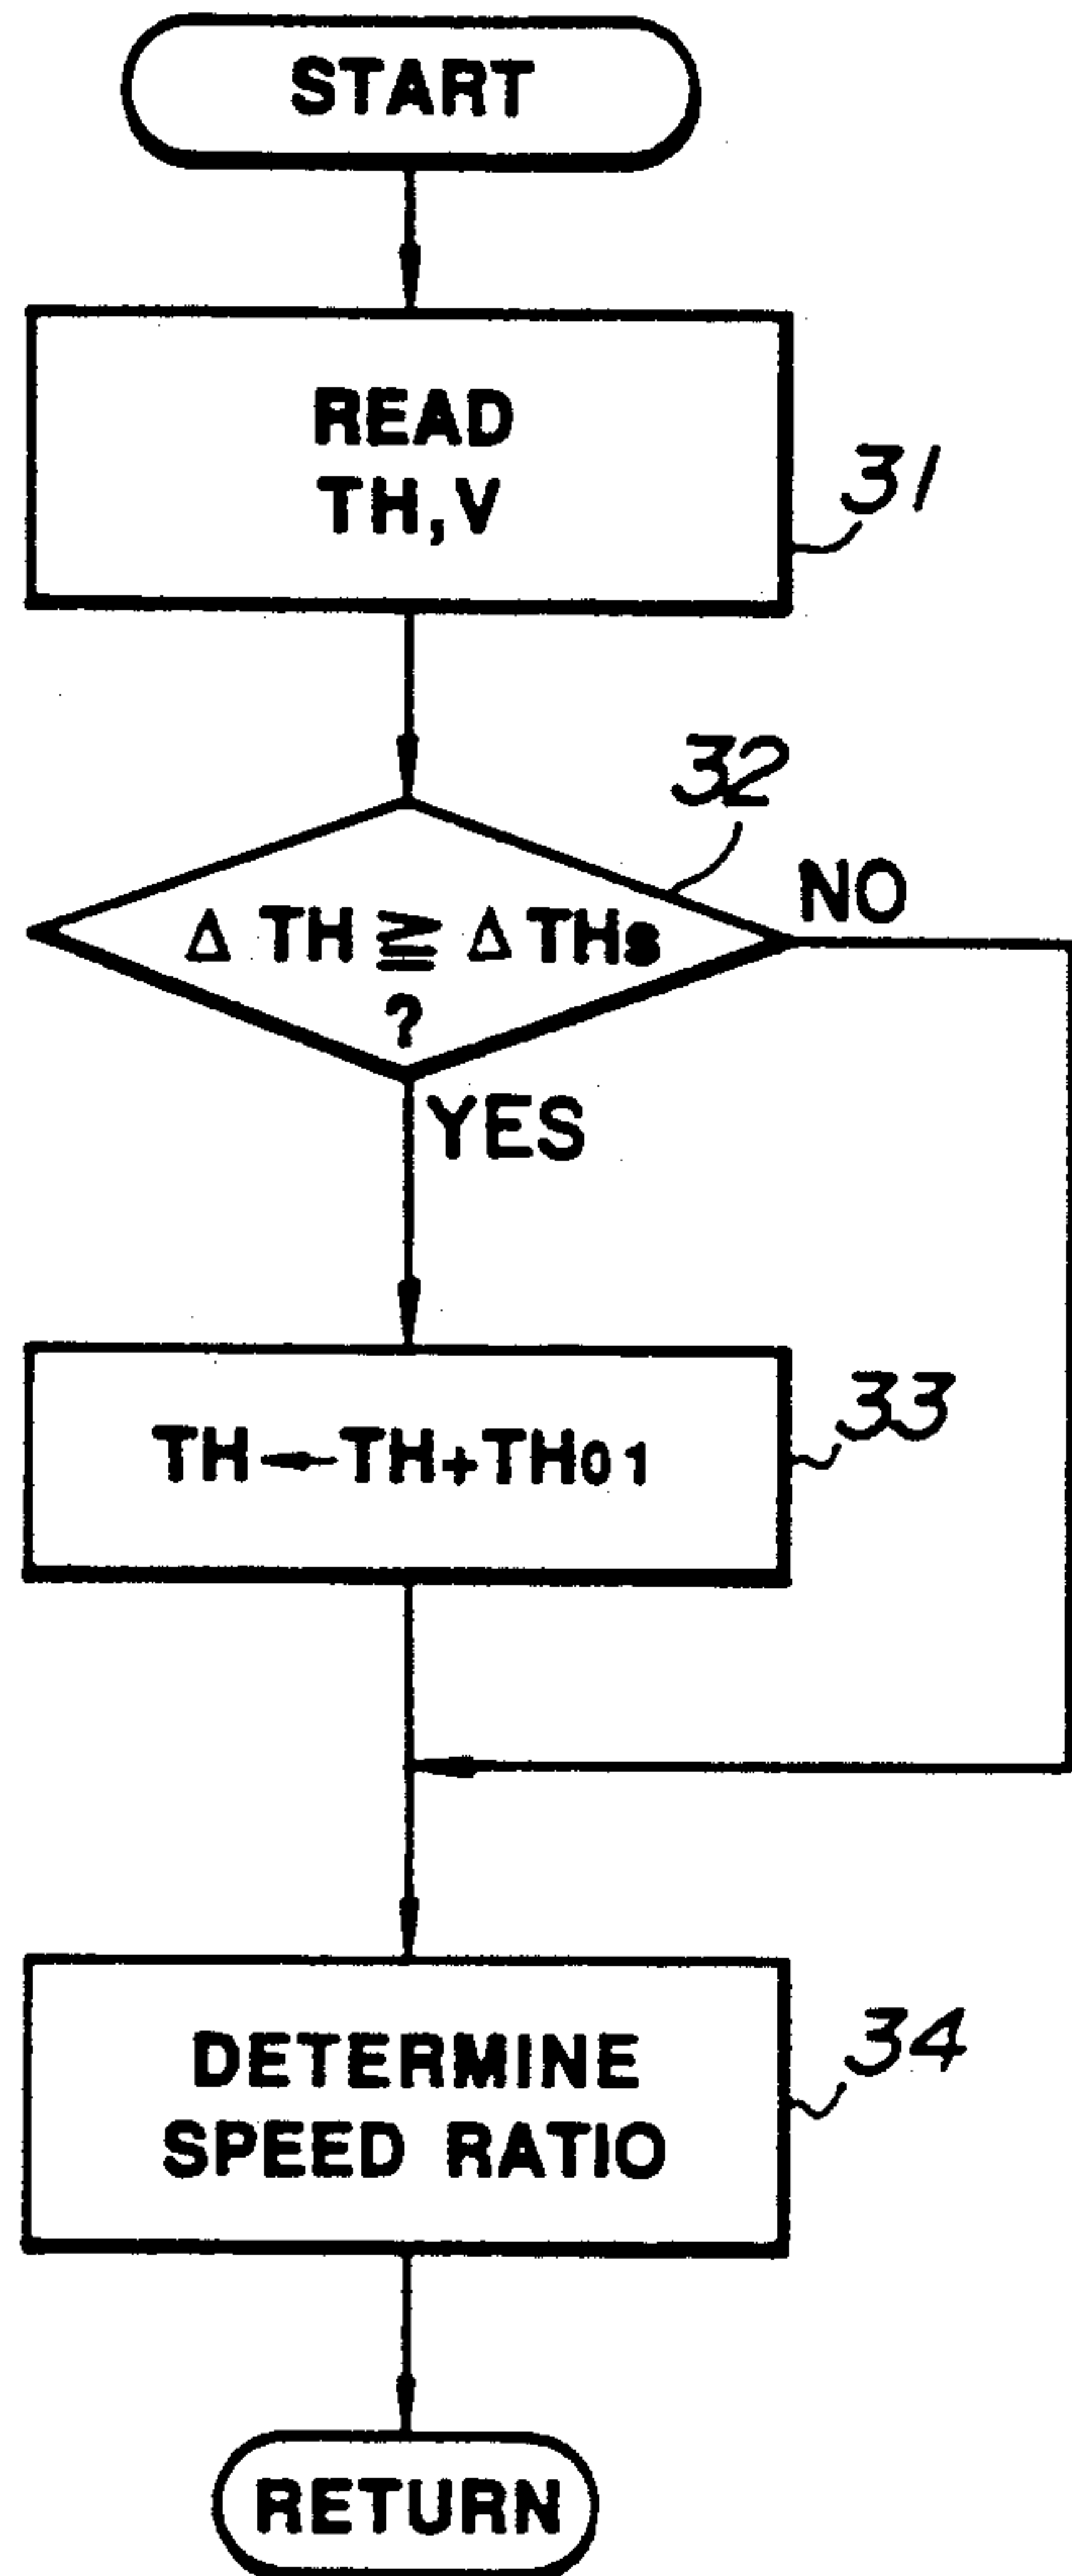 START
READ
TH,V
31
32
NO
Δ TH ≧ Δ THs
?
YES
33
TH←TH+TH01
34
DETERMINE
SPEED RATIO
RETURN